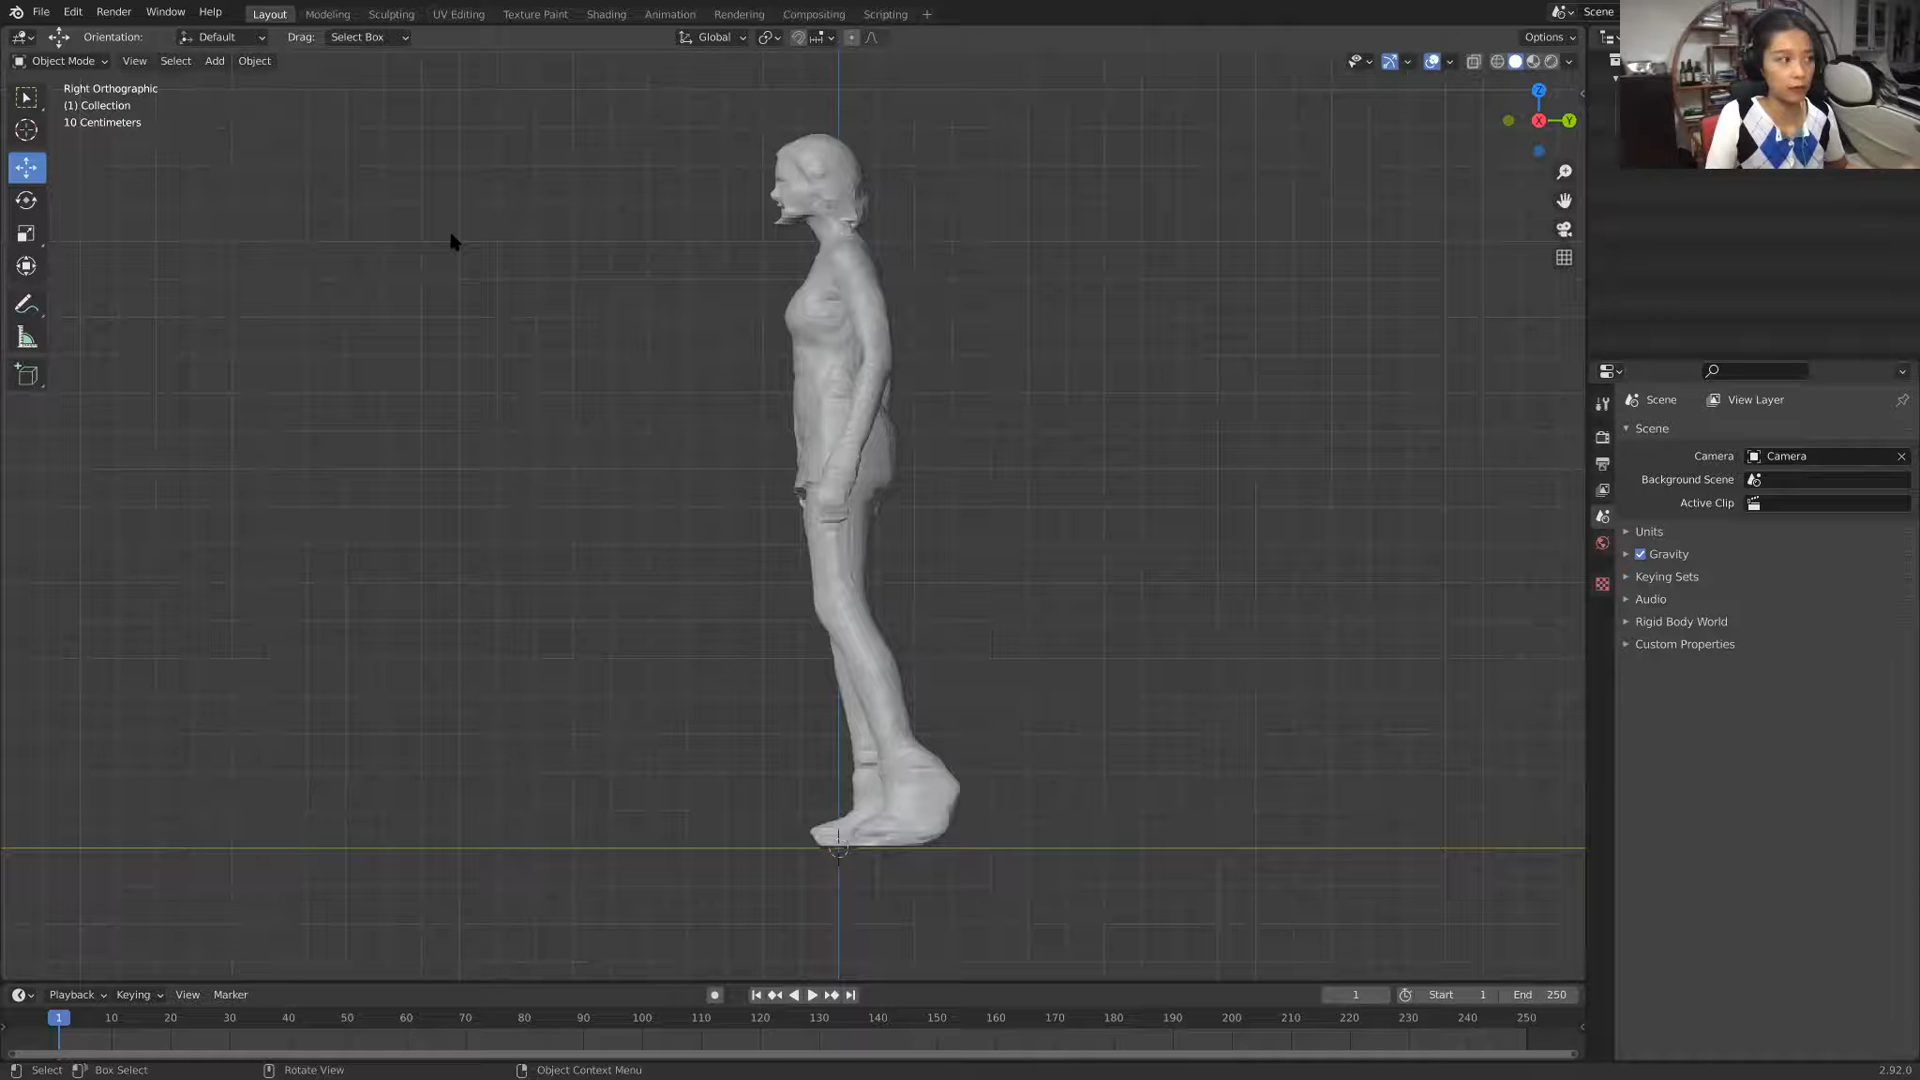 File Edit Render Window Help Layout Modeling Sculpting UV Editing Texture Paint Shading Animation Rendering Compositing Scripting + Scene
Orientation: Default Drag: Select Box Global Options
Object Mode View Select Add Object
Right Orthographic
(1) Collection
10 Centimeters
Z
X Y
Scene View Layer
Scene
Camera Camera
Background Scene
Active Clip
Units
Gravity
Keying Sets
Audio
Rigid Body World
Custom Properties
Playback Keying View Marker 1 Start 1 End 250
1 10 20 30 40 50 60 70 80 90 100 110 120 130 140 150 160 170 180 190 200 210 220 230 240 250
Select Box Select Rotate View Object Context Menu 2.92.0